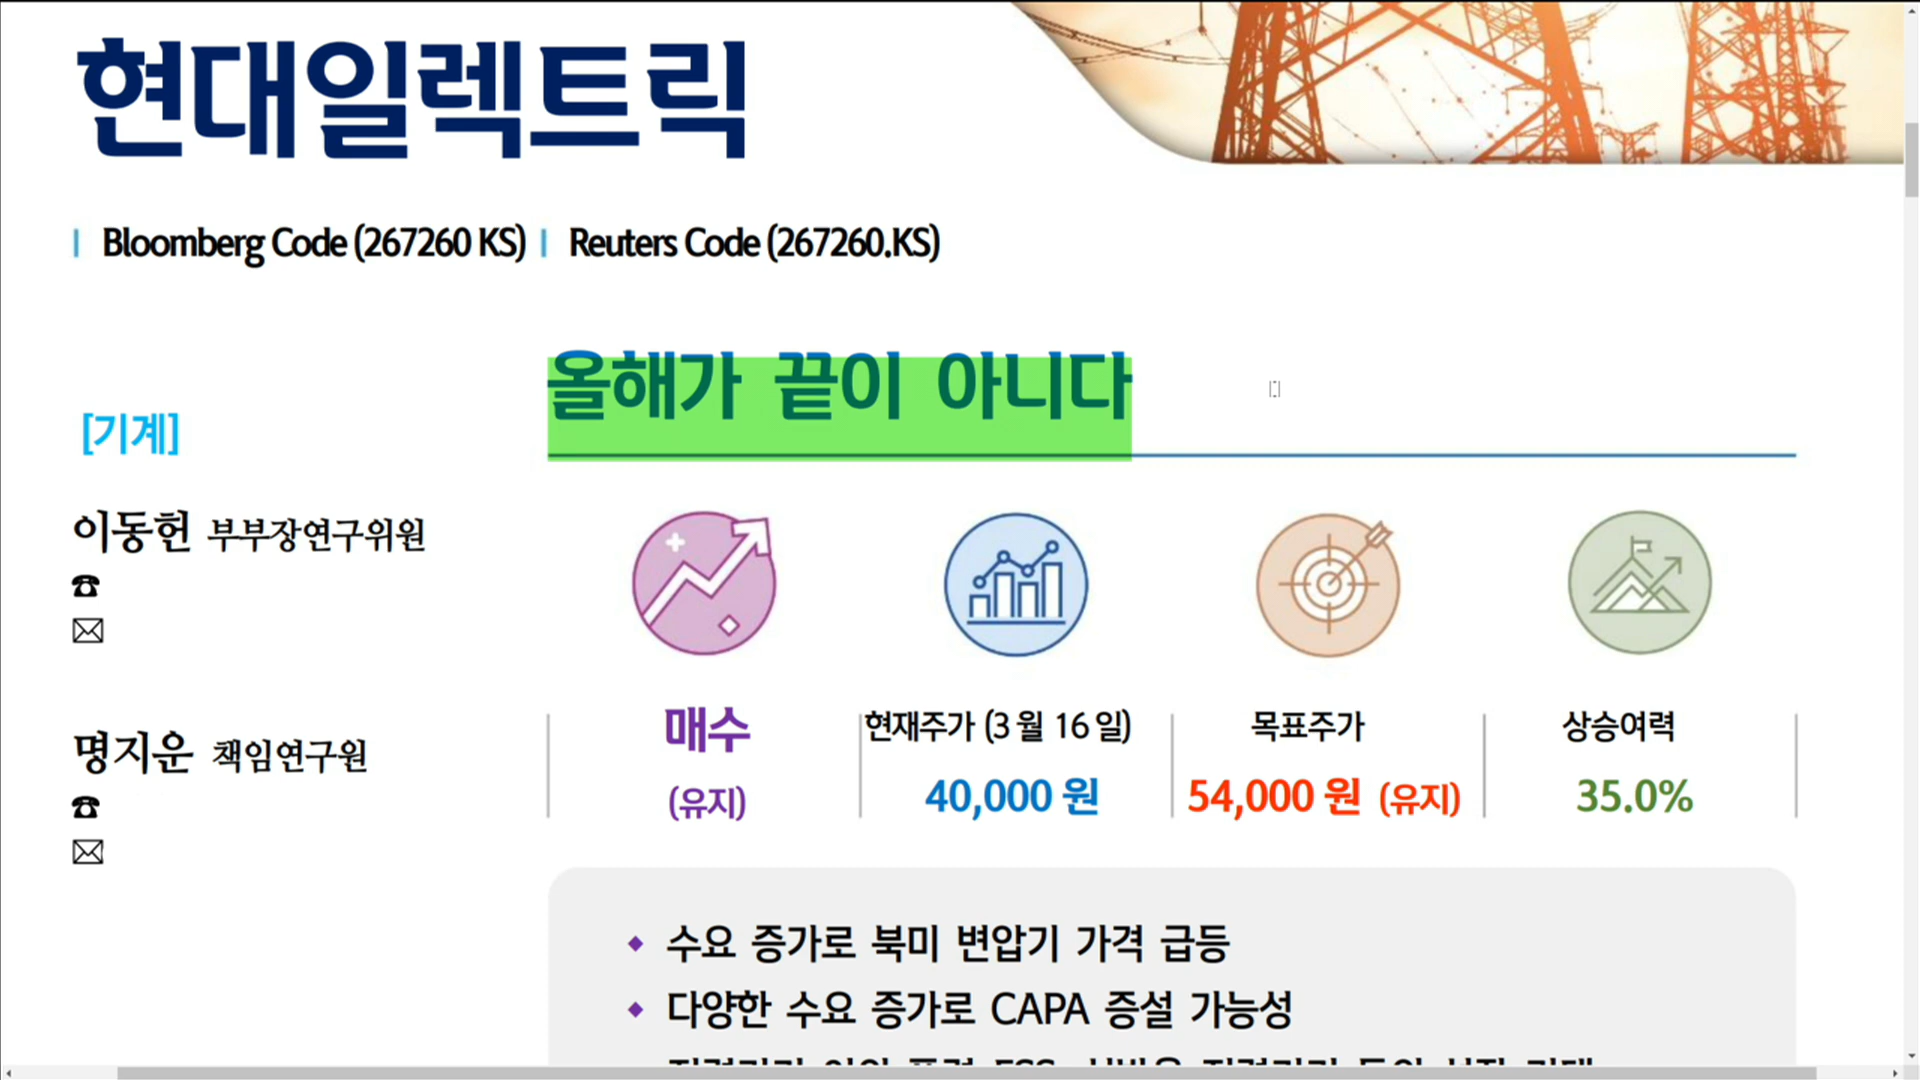 현대일렉트릭
Bloomberg Code (267260 KS) Reuters Code (267260.KS)
올해가 끝이 아니다
[기계]
이동헌 부부장연구위원
명지운 책임연구원
매수
(유지)
현재주가 (3월 16일)
40,000 원
목표주가
54,000 원 (유지)
상승여력
35.0%
수요 증가로 북미 변압기 가격 급등
다양한 수요 증가로 CAPA 증설 가능성